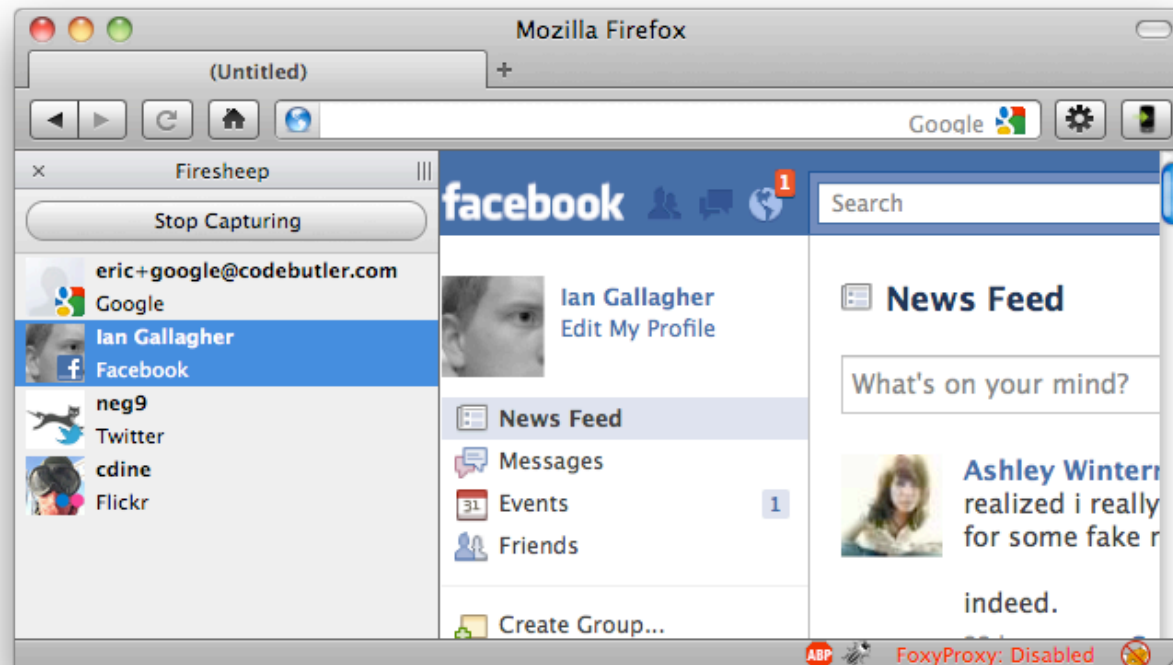 Mozilla Firefox
(Untitled)
+
Google
× Firesheep
Stop Capturing
eric+google@codebutler.com
Google
Ian Gallagher
Facebook
neg9
Twitter
cdine
Flickr
facebook
1
Search
Ian Gallagher
Edit My Profile
News Feed
Messages
31 Events 1
Friends
Create Group...
News Feed
What's on your mind?
Ashley
realized i really
for some fake
indeed.
ABP FoxyProxy: Disabled